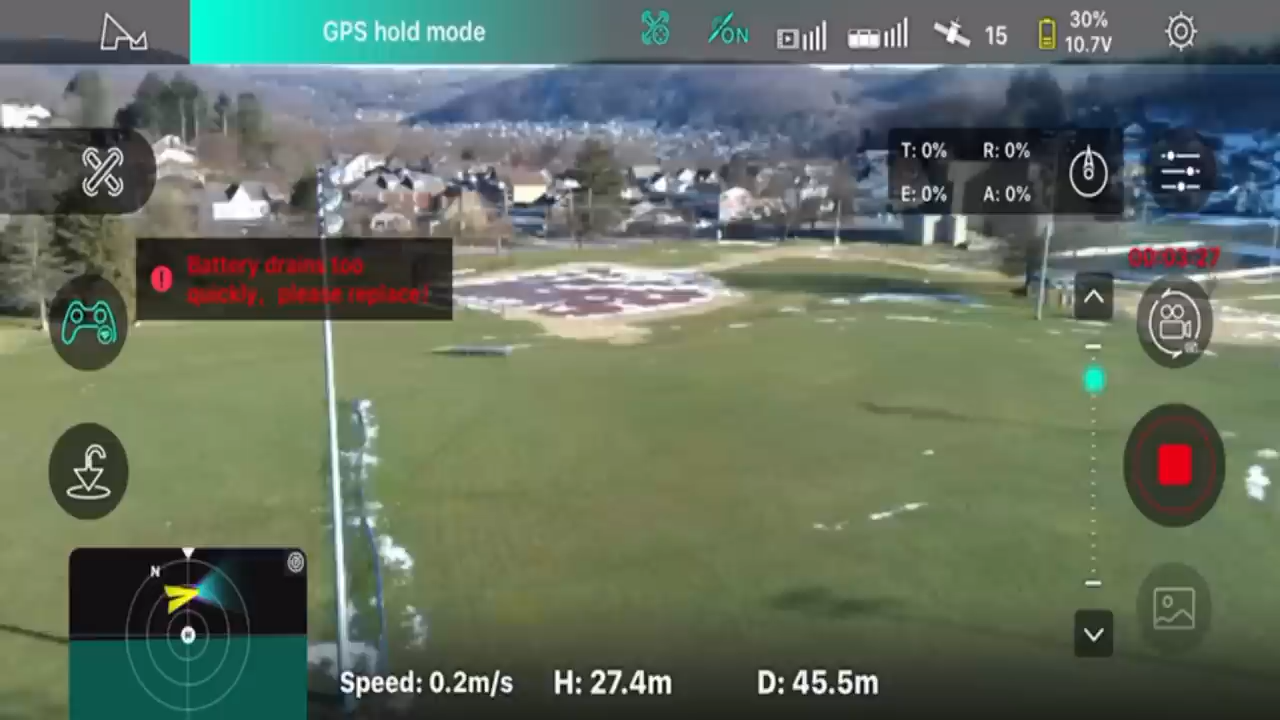 GPS hold mode
ON
15
30%
10.7V
T: 0% R: 0%
E: 0% A: 0%
Battery drains too
quickly, please replace!
00:03:27
N
H
Speed: 0.2m/s H: 27.4m D: 45.5m